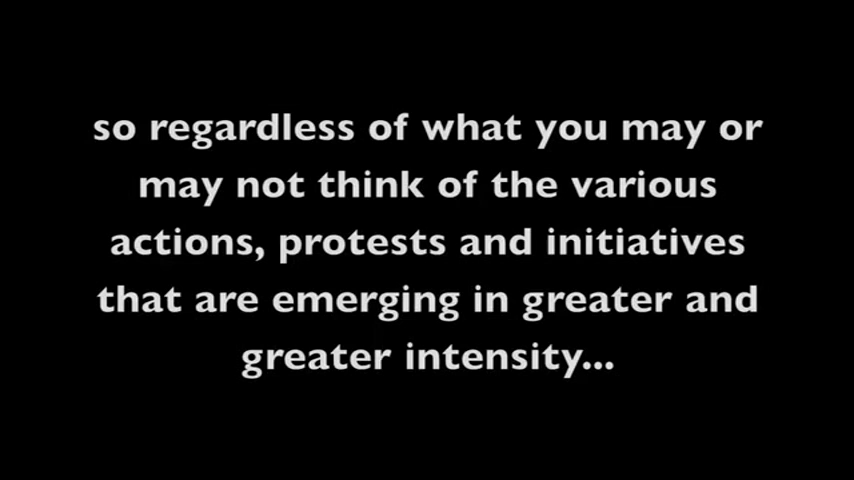 so regardless of what you may or
may not think of the various
actions, protests and initiatives
that are emerging in greater and
greater intensity...